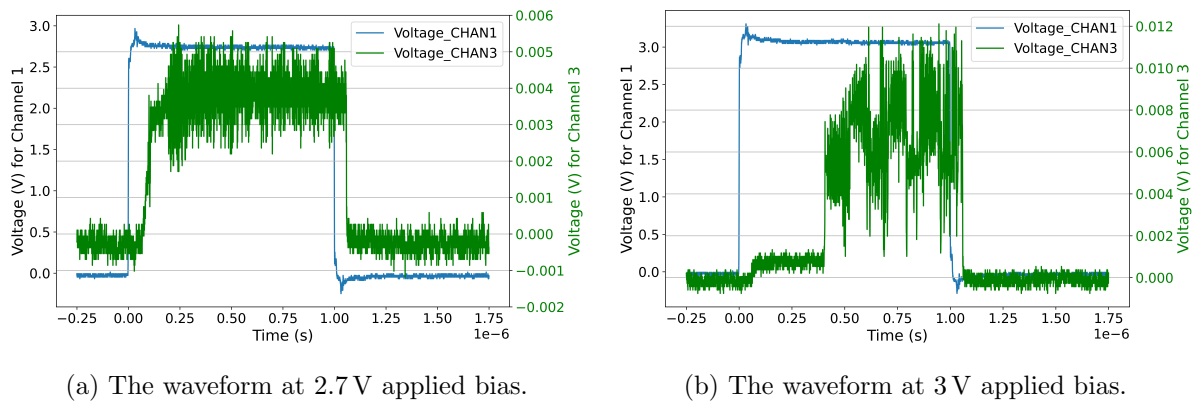 Voltage_CHAN1
Voltage_CHAN3
Voltage (V) for Channel 1
3.0
2.5
2.0
1.5
1.0
0.5
0.0
0.006
0.005
0.004
0.003
0.002
0.001
0.000
−0.001
−0.002
Voltage (V) for Channel 3
−0.25 0.00 0.25 0.50 0.75 1.00 1.25 1.50 1.75
Time (s)
1e−6
(a) The waveform at 2.7 V applied bias.
Voltage_CHAN1
Voltage_CHAN3
Voltage (V) for Channel 1
3.0
2.5
2.0
1.5
1.0
0.5
0.0
0.012
0.010
0.008
0.006
0.004
0.002
0.000
Voltage (V) for Channel 3
−0.25 0.00 0.25 0.50 0.75 1.00 1.25 1.50 1.75
Time (s)
1e−6
(b) The waveform at 3 V applied bias.